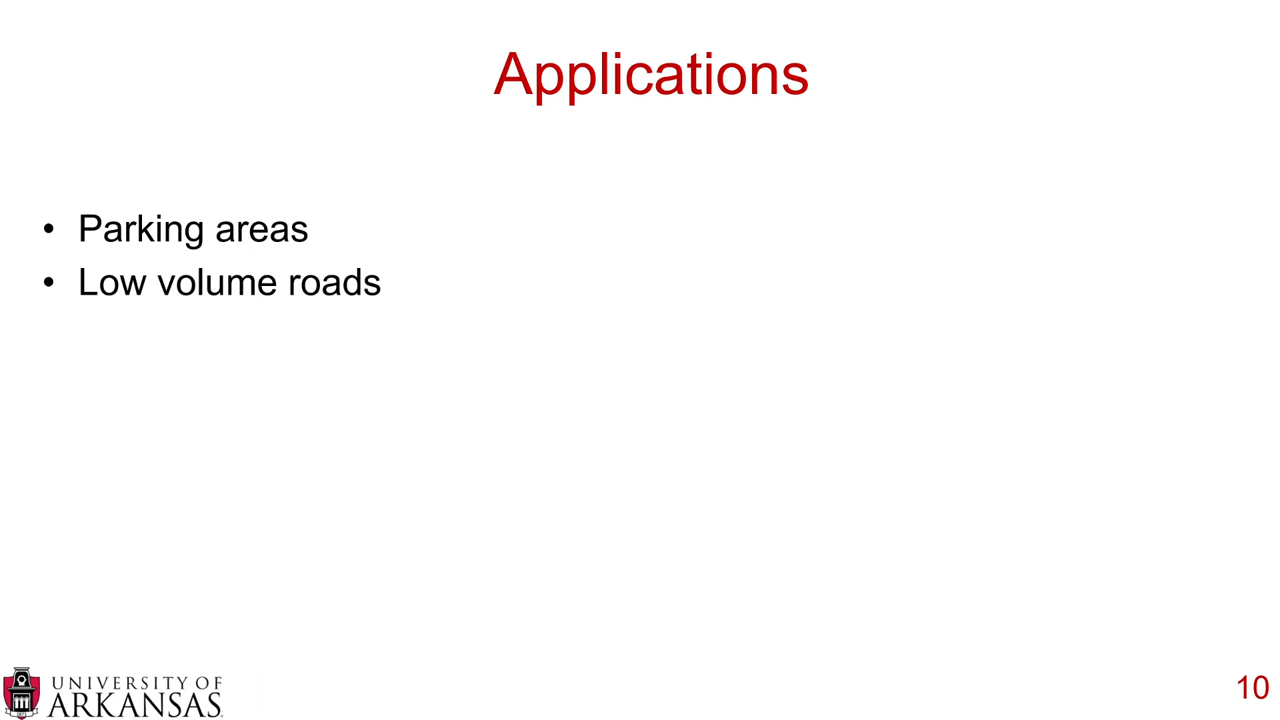 Applications
• Parking areas
• Low volume roads
UNIVERSITY OF
ARKANSAS
10